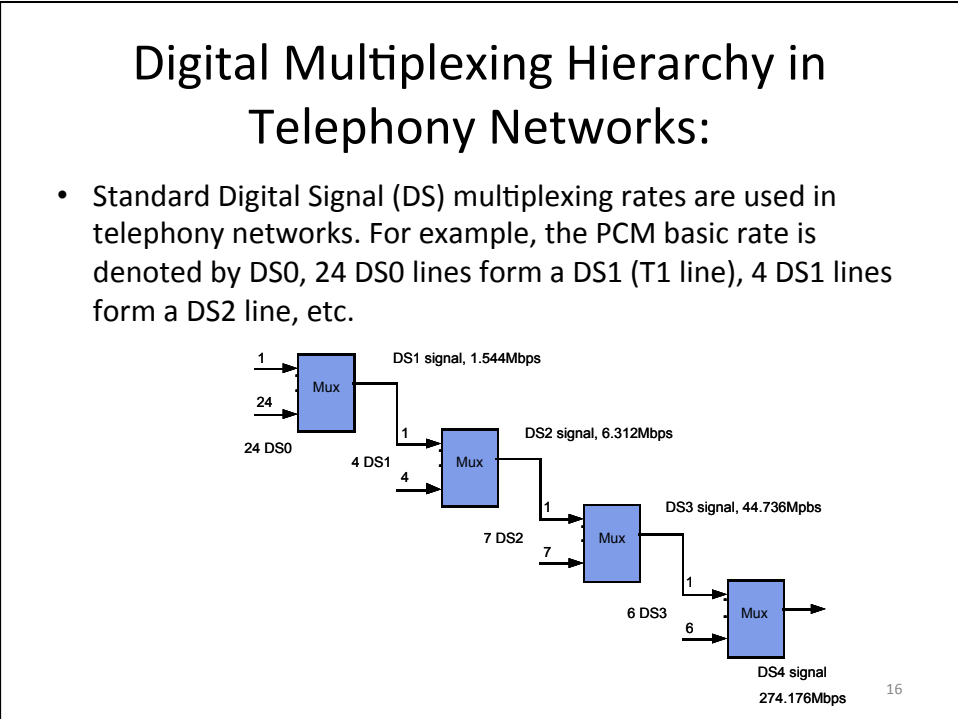 Digital Multiplexing Hierarchy in
Telephony Networks:
• Standard Digital Signal (DS) multiplexing rates are used in
telephony networks. For example, the PCM basic rate is
denoted by DS0, 24 DS0 lines form a DS1 (T1 line), 4 DS1 lines
form a DS2 line, etc.
1
Mux
24
24 DS0
DS1 signal, 1.544Mbps
1
4 DS1
4
Mux
DS2 signal, 6.312Mbps
1
7 DS2
7
Mux
DS3 signal, 44.736Mpbs
1
6 DS3
6
Mux
DS4 signal
274.176Mbps
16